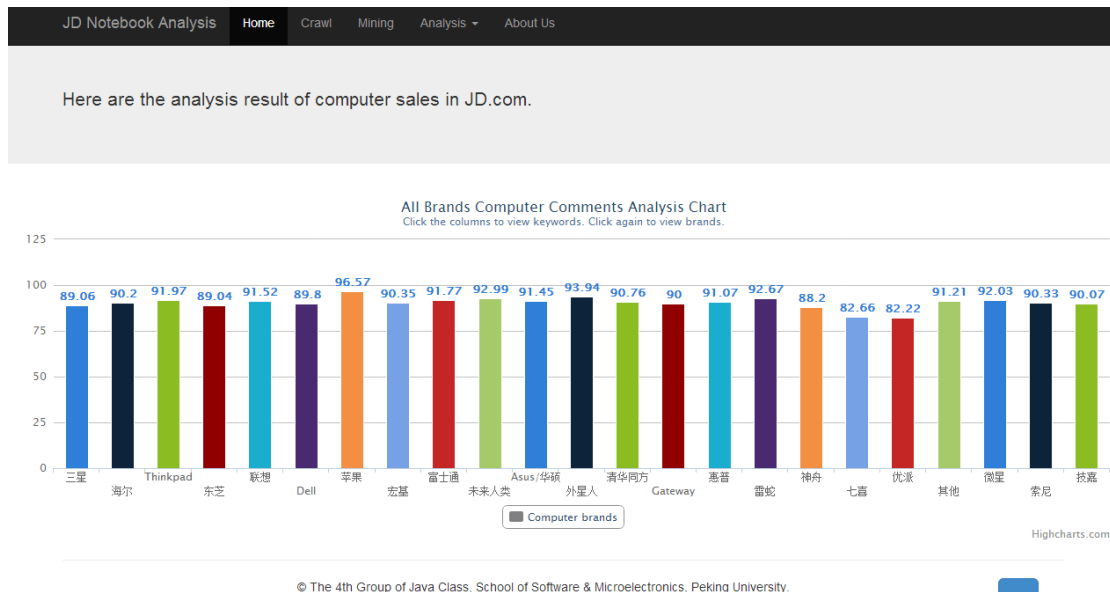 JD Notebook Analysis Home Crawl Mining Analysis About Us
Here are the analysis result of computer sales in JD.com.
All Brands Computer Comments Analysis Chart
Click the columns to view keywords. Click again to view brands.
125
100
75
50
25
0
89.06 90.2 91.97 89.04 91.52 89.8 96.57 90.35 91.77 92.99 91.45 93.94 90.76 90 91.07 92.67 88.2 82.66 82.22 91.21 92.03 90.33 90.07
三星 Thinkpad 联想 苹果 富士通 Asus/华硕 清华同方 惠普 神舟 优派 微星 技嘉
海尔 东芝 Dell 宏基 未来人类 外星人 Gateway 雷蛇 七喜 其他 索尼
Computer brands
Highcharts.com
© The 4th Group of Java Class, School of Software & Microelectronics, Peking University.